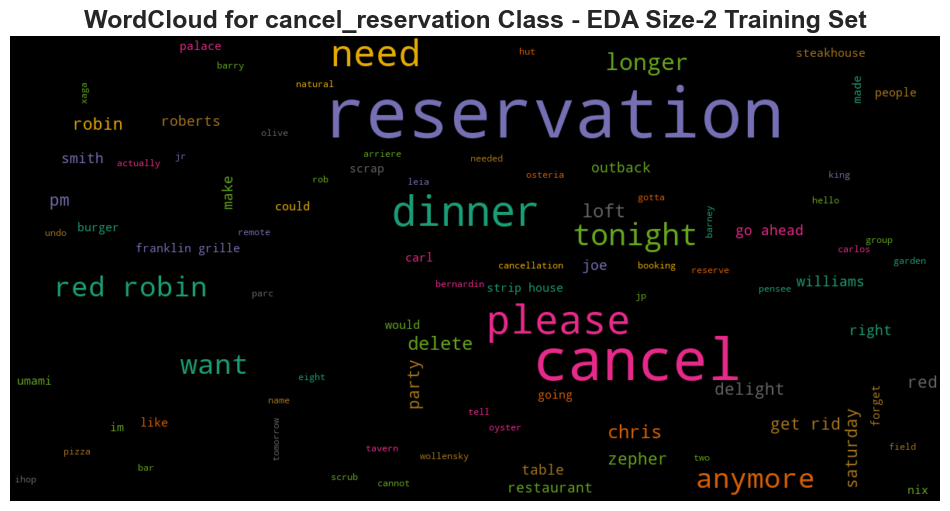 WordCloud for cancel_reservation Class - EDA Size-2 Training Set
palace
need
hut
longer
steakhouse
barry
natural
xaga
reservation
made
people
robin
roberts
olive
smith
actually
jr
arriere
needed
scrap
outback
rob
leia
osteria
king
pm
make
could
dinner
loft
gotta
hello
burger
undo
remote
tonight
barney
go ahead
group
franklin grille
carl
joe
carlos
cancellation
booking
reserve
garden
red robin
parc
bernardin
strip house
jp
pensee
williams
would
please
right
delete
want
cancel
umami
eight
party
going
delight
red
name
tell
like
im
tomorrow
oyster
chris
get rid
forget
saturday
pizza
tavern
wollensky
zepher
two
field
bar
ihop
scrub
cannot
table
restaurant
anymore
nix